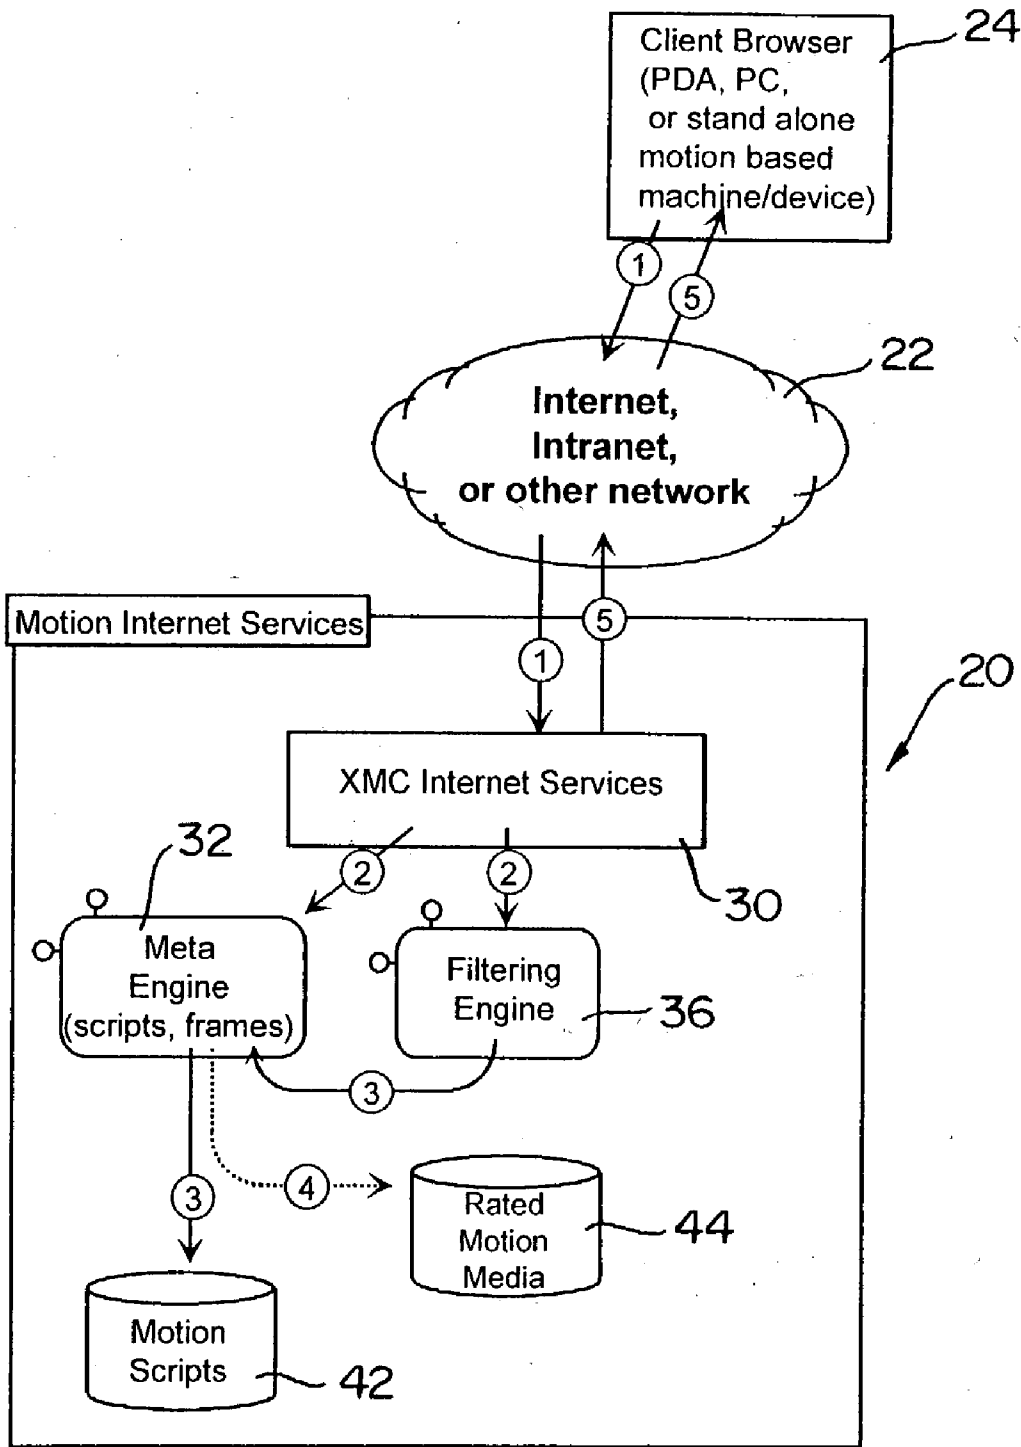 24
Client Browser
(PDA, PC,
or stand alone
motion based
machine/device)
1
5
22
Internet,
Intranet,
or other network
Motion Internet Services
5
1
20
XMC Internet Services
32
2
2
30
Meta
Engine
(scripts, frames)
Filtering
Engine
36
3
3
4
Rated
Motion
Media
44
Motion
Scripts
42